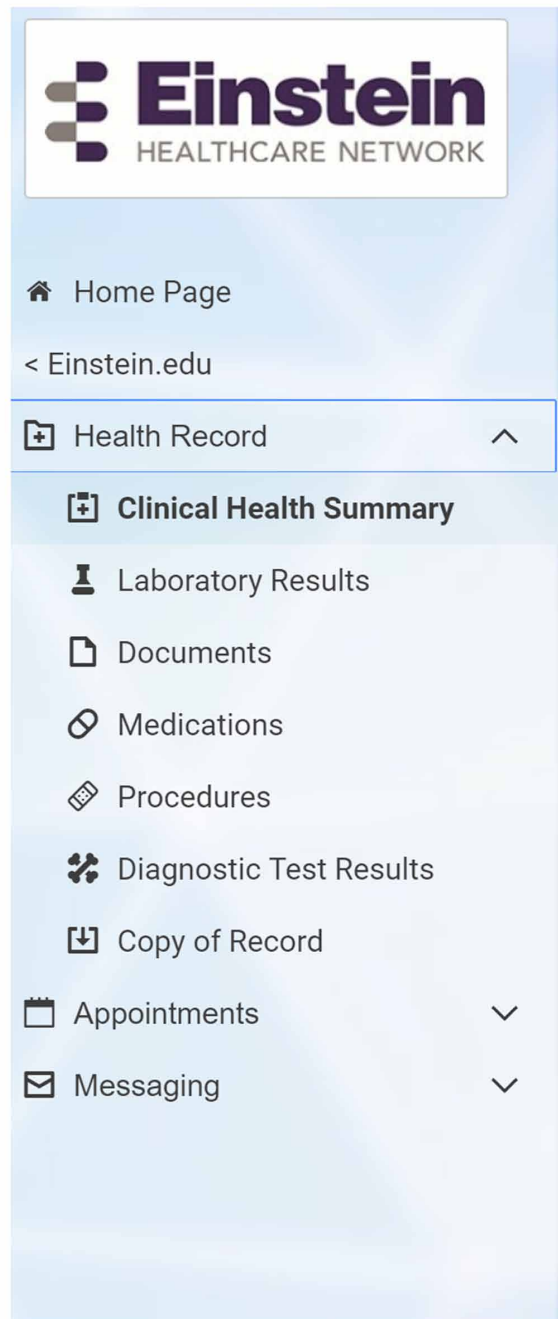 Einstein
HEALTHCARE NETWORK
Home Page
< Einstein.edu
Health Record
Clinical Health Summary
Laboratory Results
Documents
Medications
Procedures
Diagnostic Test Results
Copy of Record
Appointments
Messaging